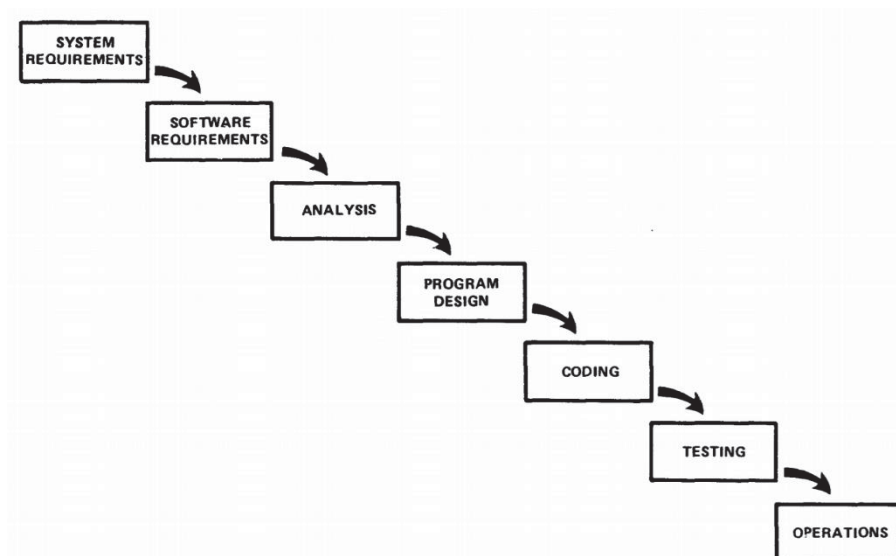 SYSTEM
REQUIREMENTS
SOFTWARE
REQUIREMENTS
ANALYSIS
PROGRAM
DESIGN
CODING
TESTING
OPERATIONS